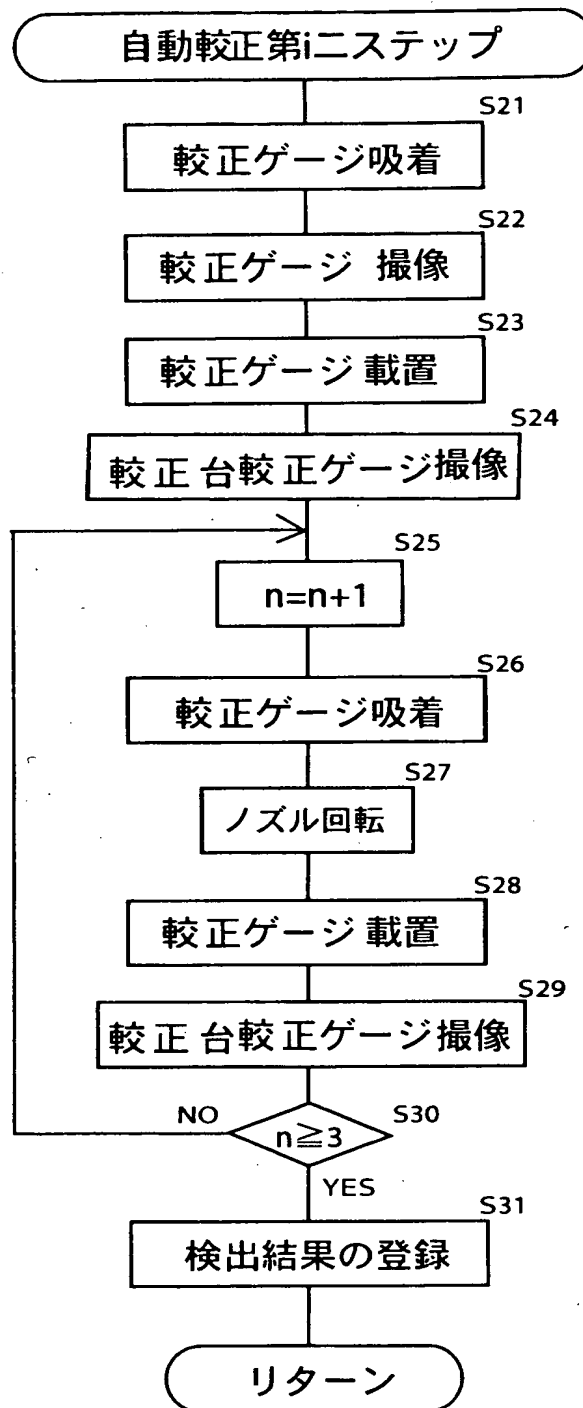 自動較正第iニステップ
S21
較正ゲージ吸着
S22
較正ゲージ 撮像
S23
較正ゲージ 載置
S24
較正台較正ゲージ撮像
S25
n=n+1
S26
較正ゲージ吸着
S27
ノズル回転
S28
較正ゲージ 載置
S29
較正台較正ゲージ撮像
NO
S30
n≧3
YES
S31
検出結果の登録
リターン